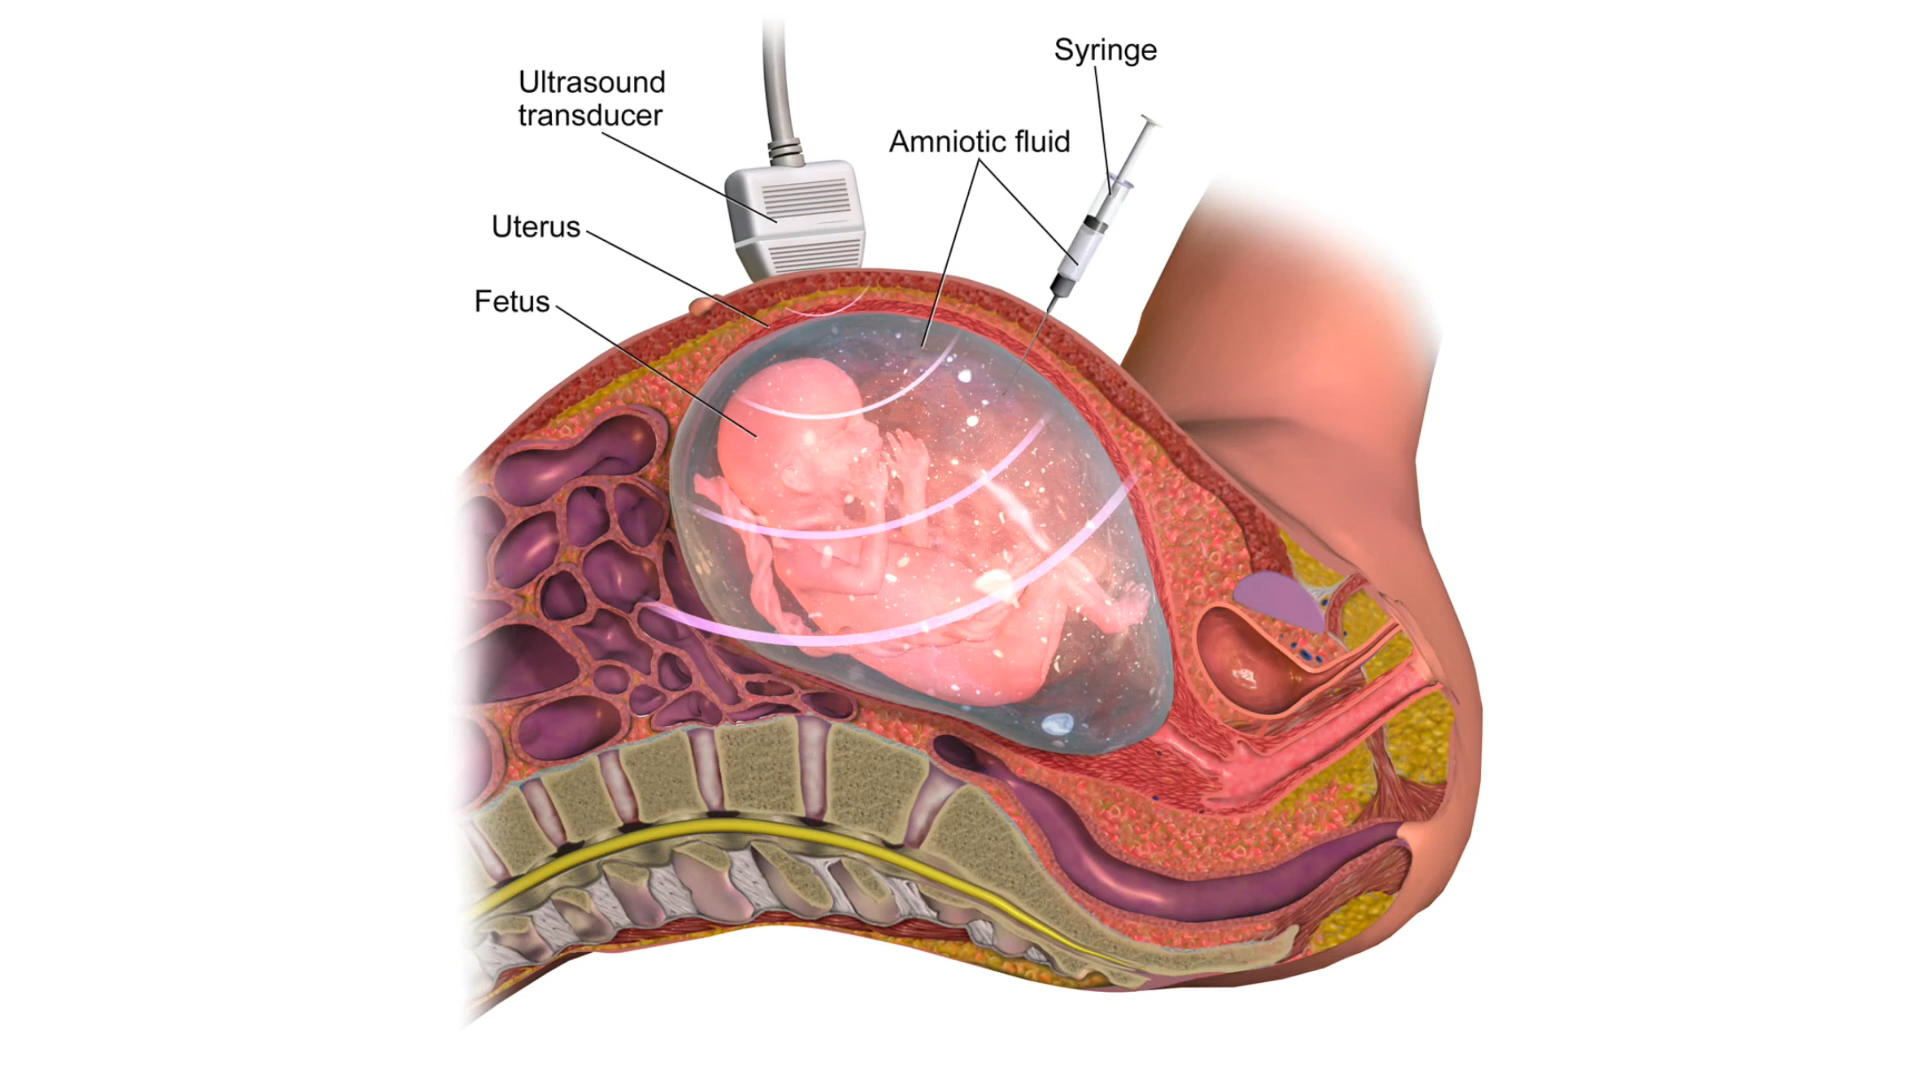 Syringe
Ultrasound
transducer
Amniotic fluid
Uterus
Fetus